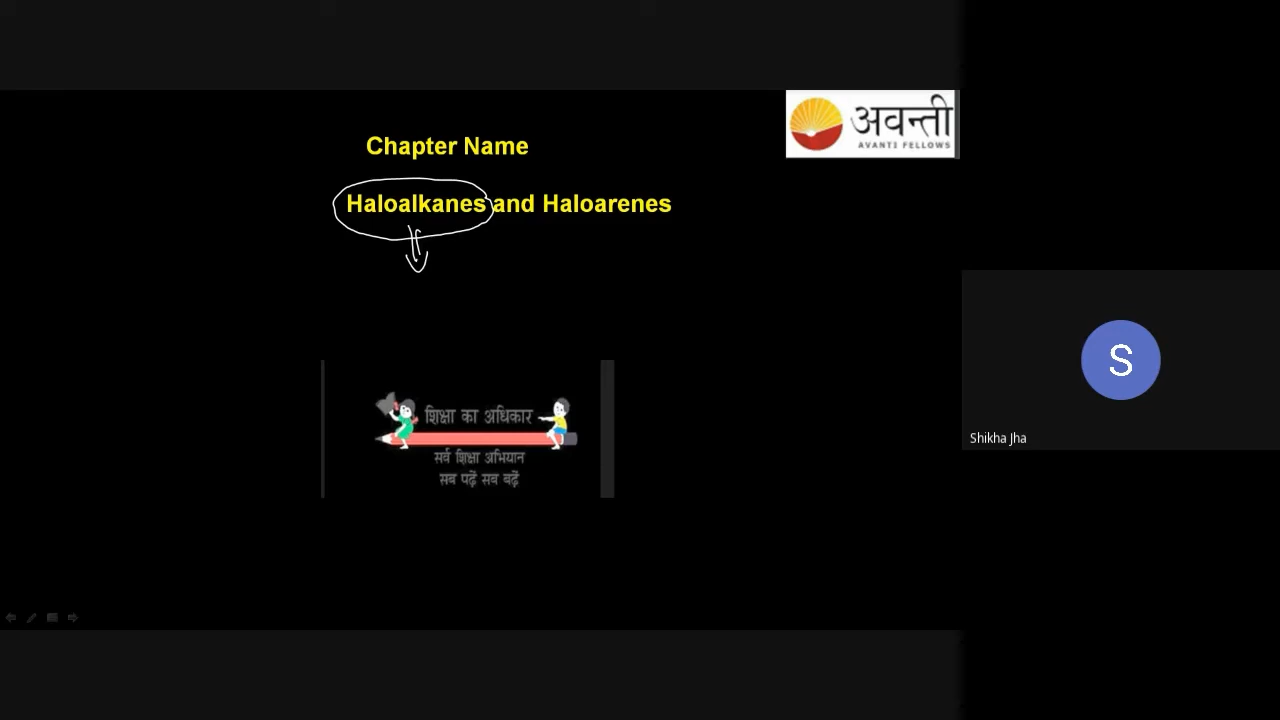 अवन्ती
AVANTI FELLOWS
Chapter Name
Haloalkanes and Haloarenes
शिक्षा का अधिकार
सर्व शिक्षा अभियान
सब पढ़ें सब बढ़ें
S
Shikha Jha